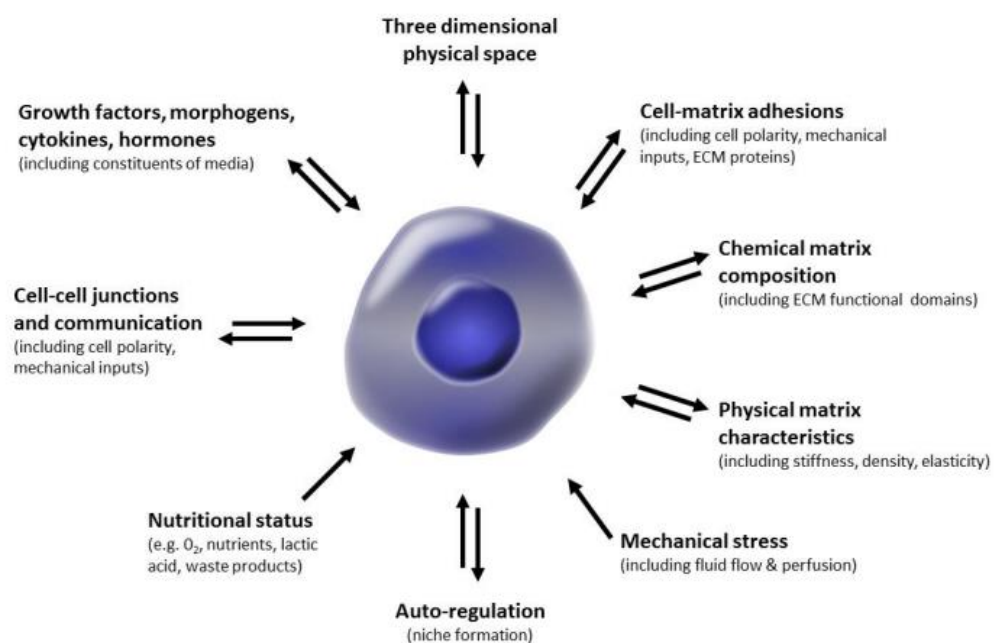 Three dimensional
physical space
Growth factors, morphogens,
cytokines, hormones
(including constituents of media)
Cell-matrix adhesions
(including cell polarity, mechanical
inputs, ECM proteins)
Cell-cell junctions
and communication
(including cell polarity,
mechanical inputs)
Chemical matrix
composition
(including ECM functional domains)
Physical matrix
characteristics
(including stiffness, density, elasticity)
Nutritional status
(e.g. 0₂, nutrients, lactic
acid, waste products)
Mechanical stress
(including fluid flow & perfusion)
Auto-regulation
(niche formation)